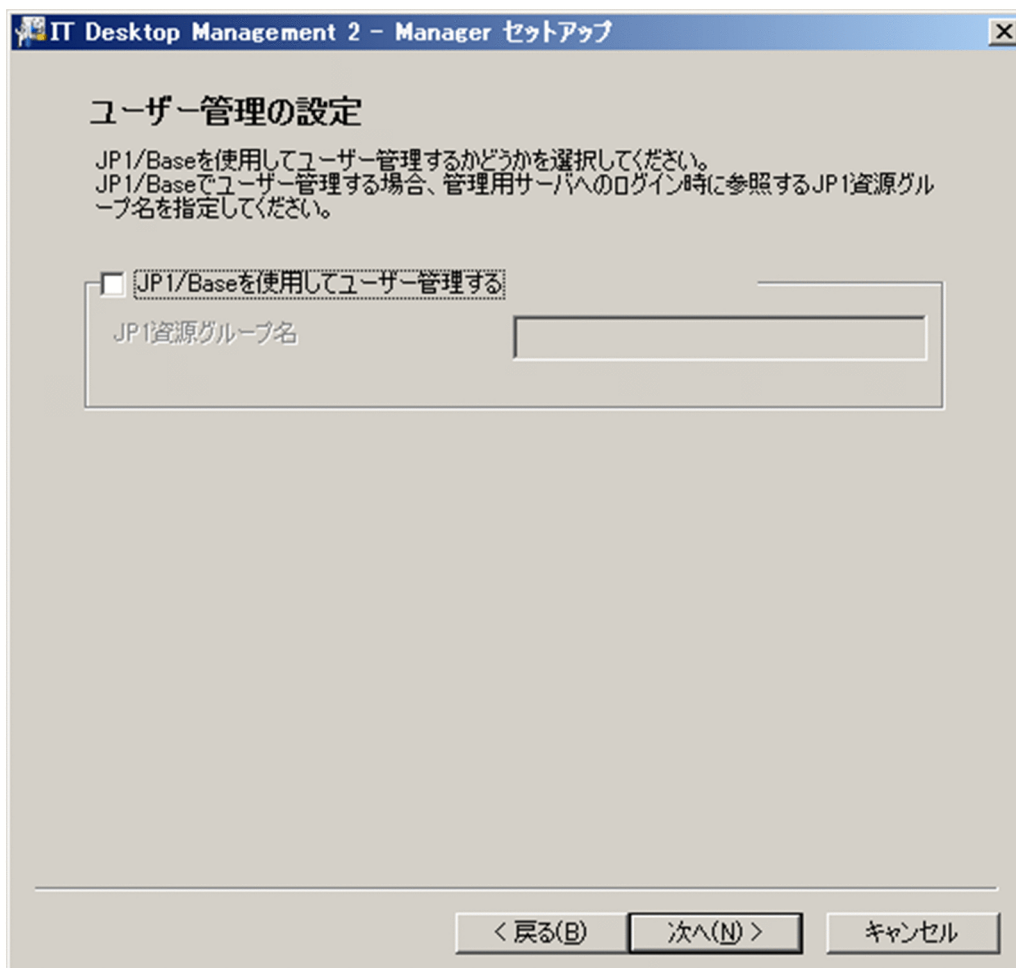 IT Desktop Management 2 - Manager セットアップ
ユーザー管理の設定
JP1/Baseを使用してユーザー管理するかどうかを選択してください。
JP1/Baseでユーザー管理する場合、管理用サーバへのログイン時に参照するJP1資源グル
ープ名を指定してください。
JP1/Baseを使用してユーザー管理する
JP1資源グループ名
< 戻る(B)
次へ(N) >
キャンセル